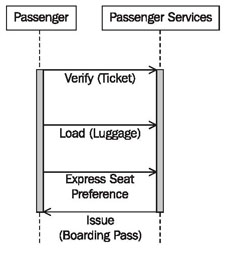 Passenger
Passenger Services
Verify (Ticket)
Load (Luggage)
Express Seat
Preference
Issue
(Boarding Pass)